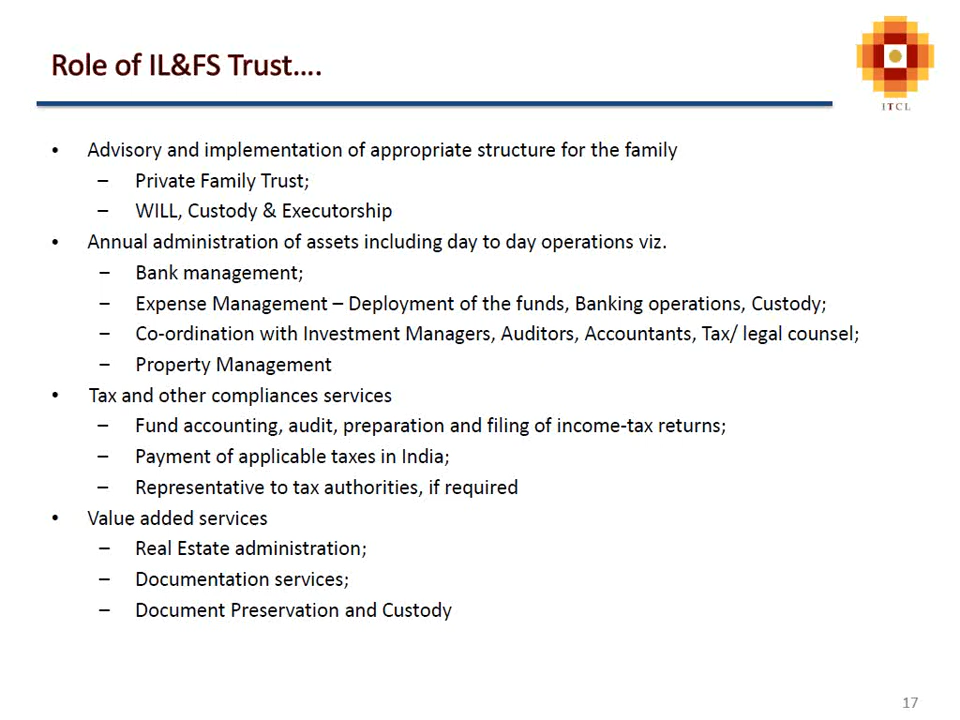 Role of IL&FS Trust....
ITCL
• Advisory and implementation of appropriate structure for the family
– Private Family Trust;
– WILL, Custody & Executorship
• Annual administration of assets including day to day operations viz.
– Bank management;
– Expense Management – Deployment of the funds, Banking operations, Custody;
– Co-ordination with Investment Managers, Auditors, Accountants, Tax/ legal counsel;
– Property Management
• Tax and other compliances services
– Fund accounting, audit, preparation and filing of income-tax returns;
– Payment of applicable taxes in India;
– Representative to tax authorities, if required
• Value added services
– Real Estate administration;
– Documentation services;
– Document Preservation and Custody
17